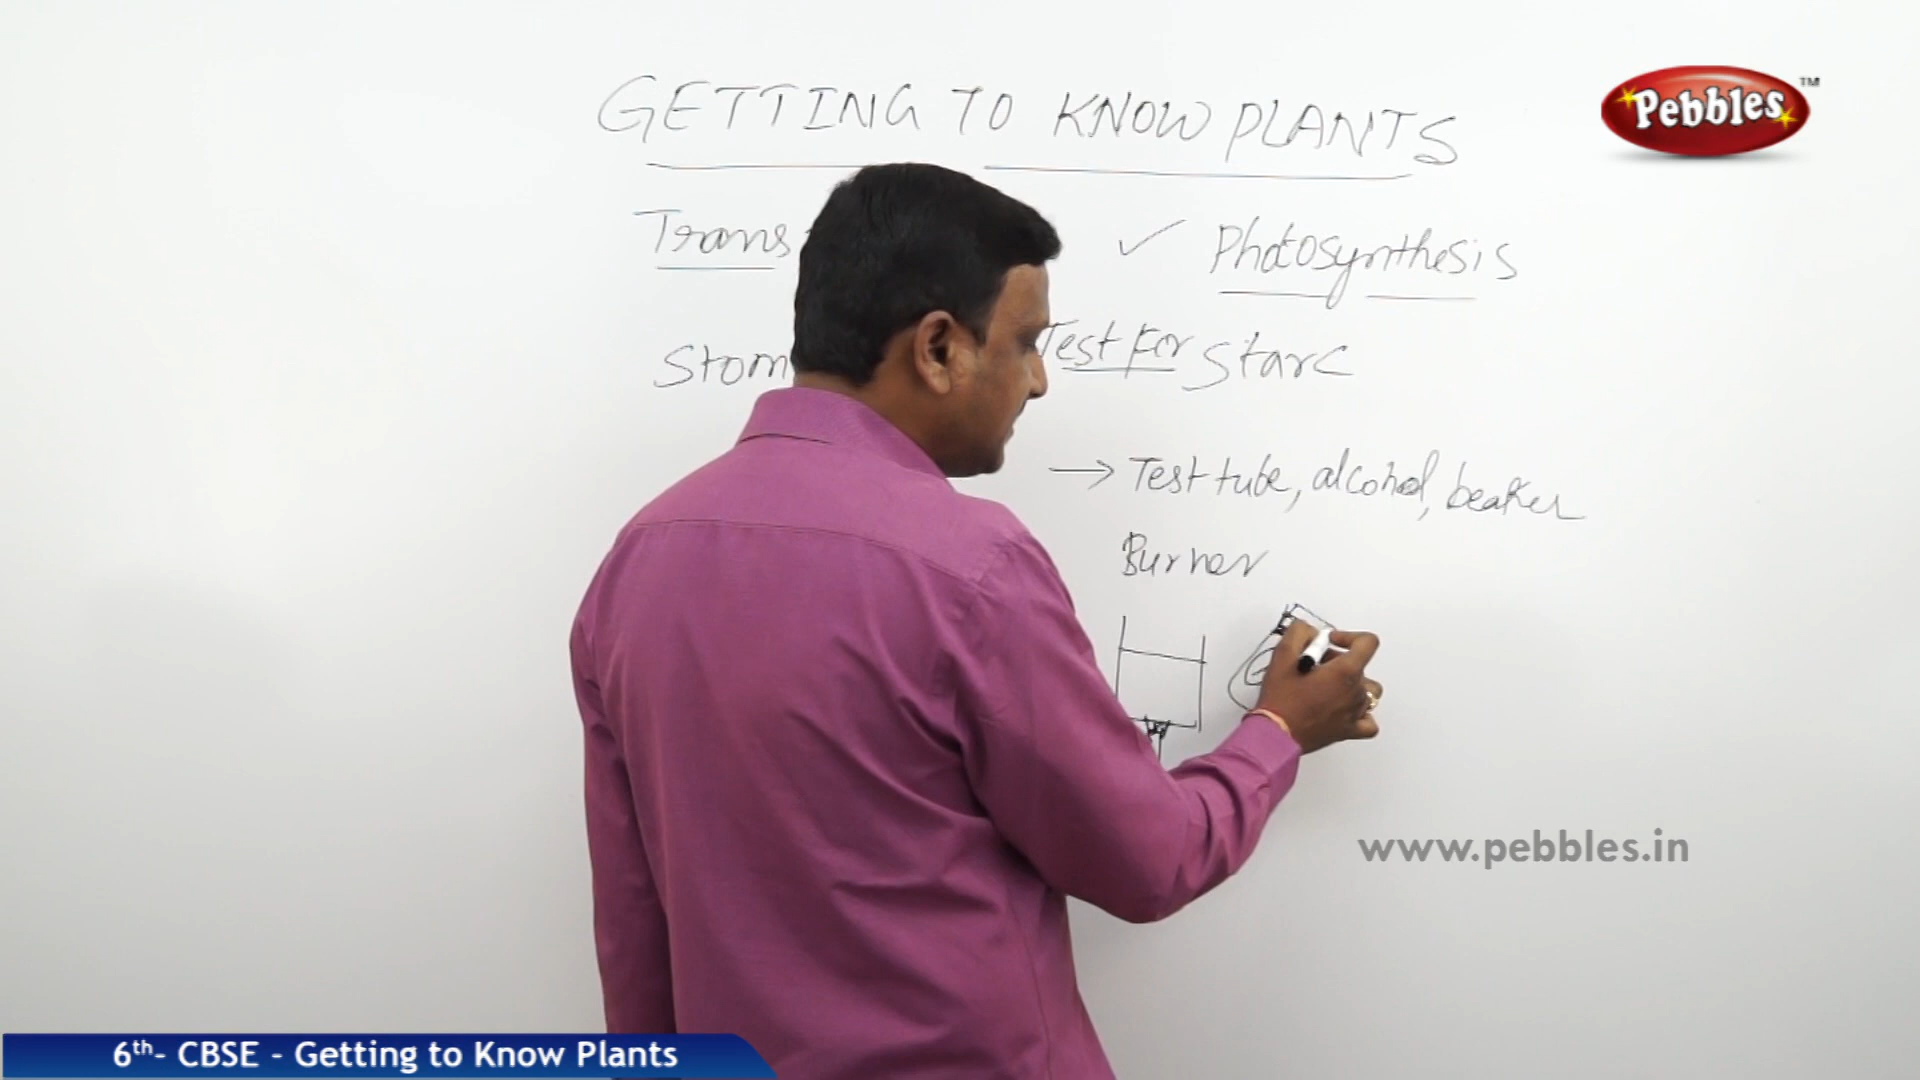 GETTING TO KNOW PLANTS
Pebbles™
Trans
✓ Photosynthesis
Stom
Test For Starc
→ Test tube, alcohol, beaker
Burner
www.pebbles.in
6th- CBSE - Getting to Know Plants